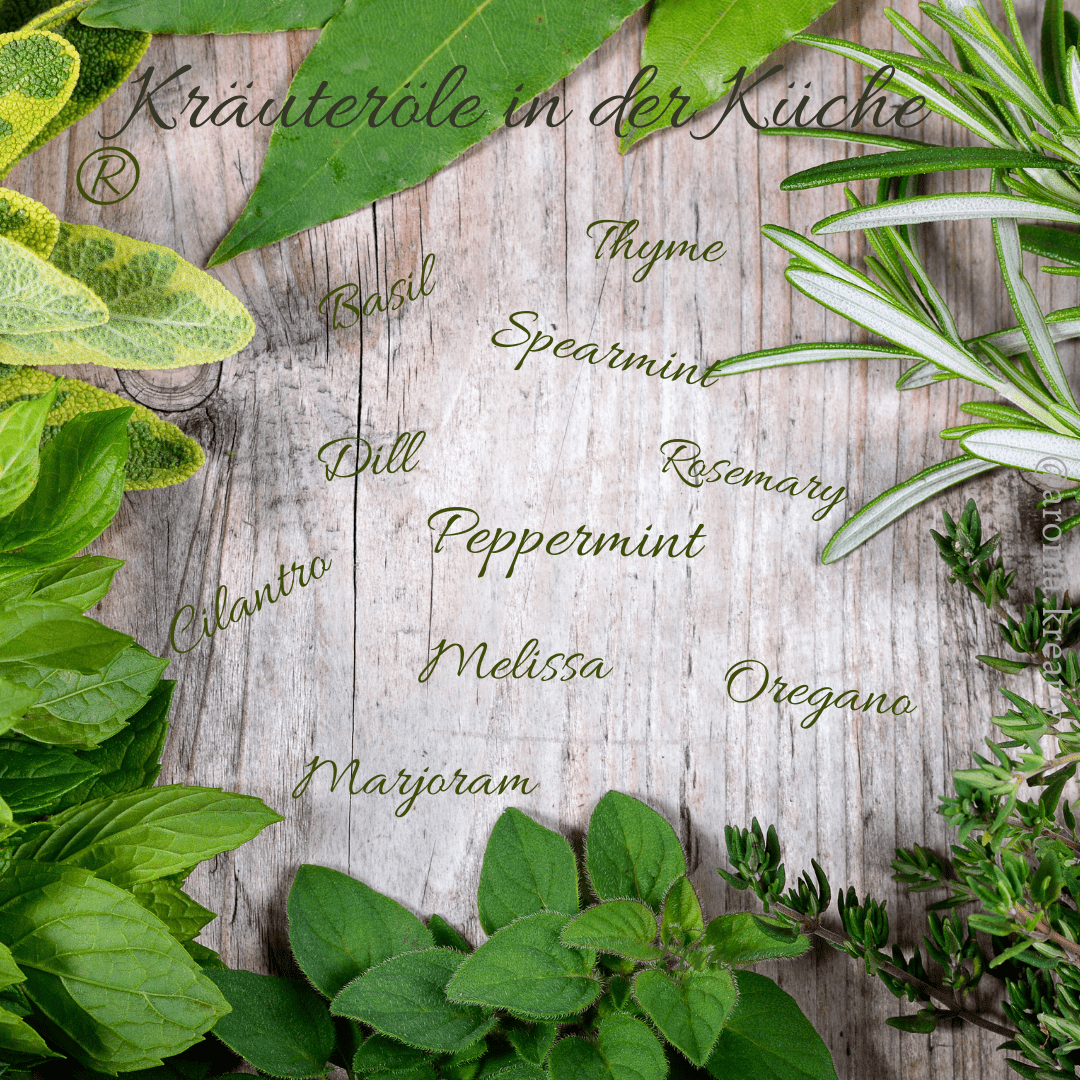 Kräuteröle in der Küche
®
Thyme
Basil
Spearmint
Dill
Rosemary
Peppermint
Cilantro
Melissa
Oregano
Marjoram